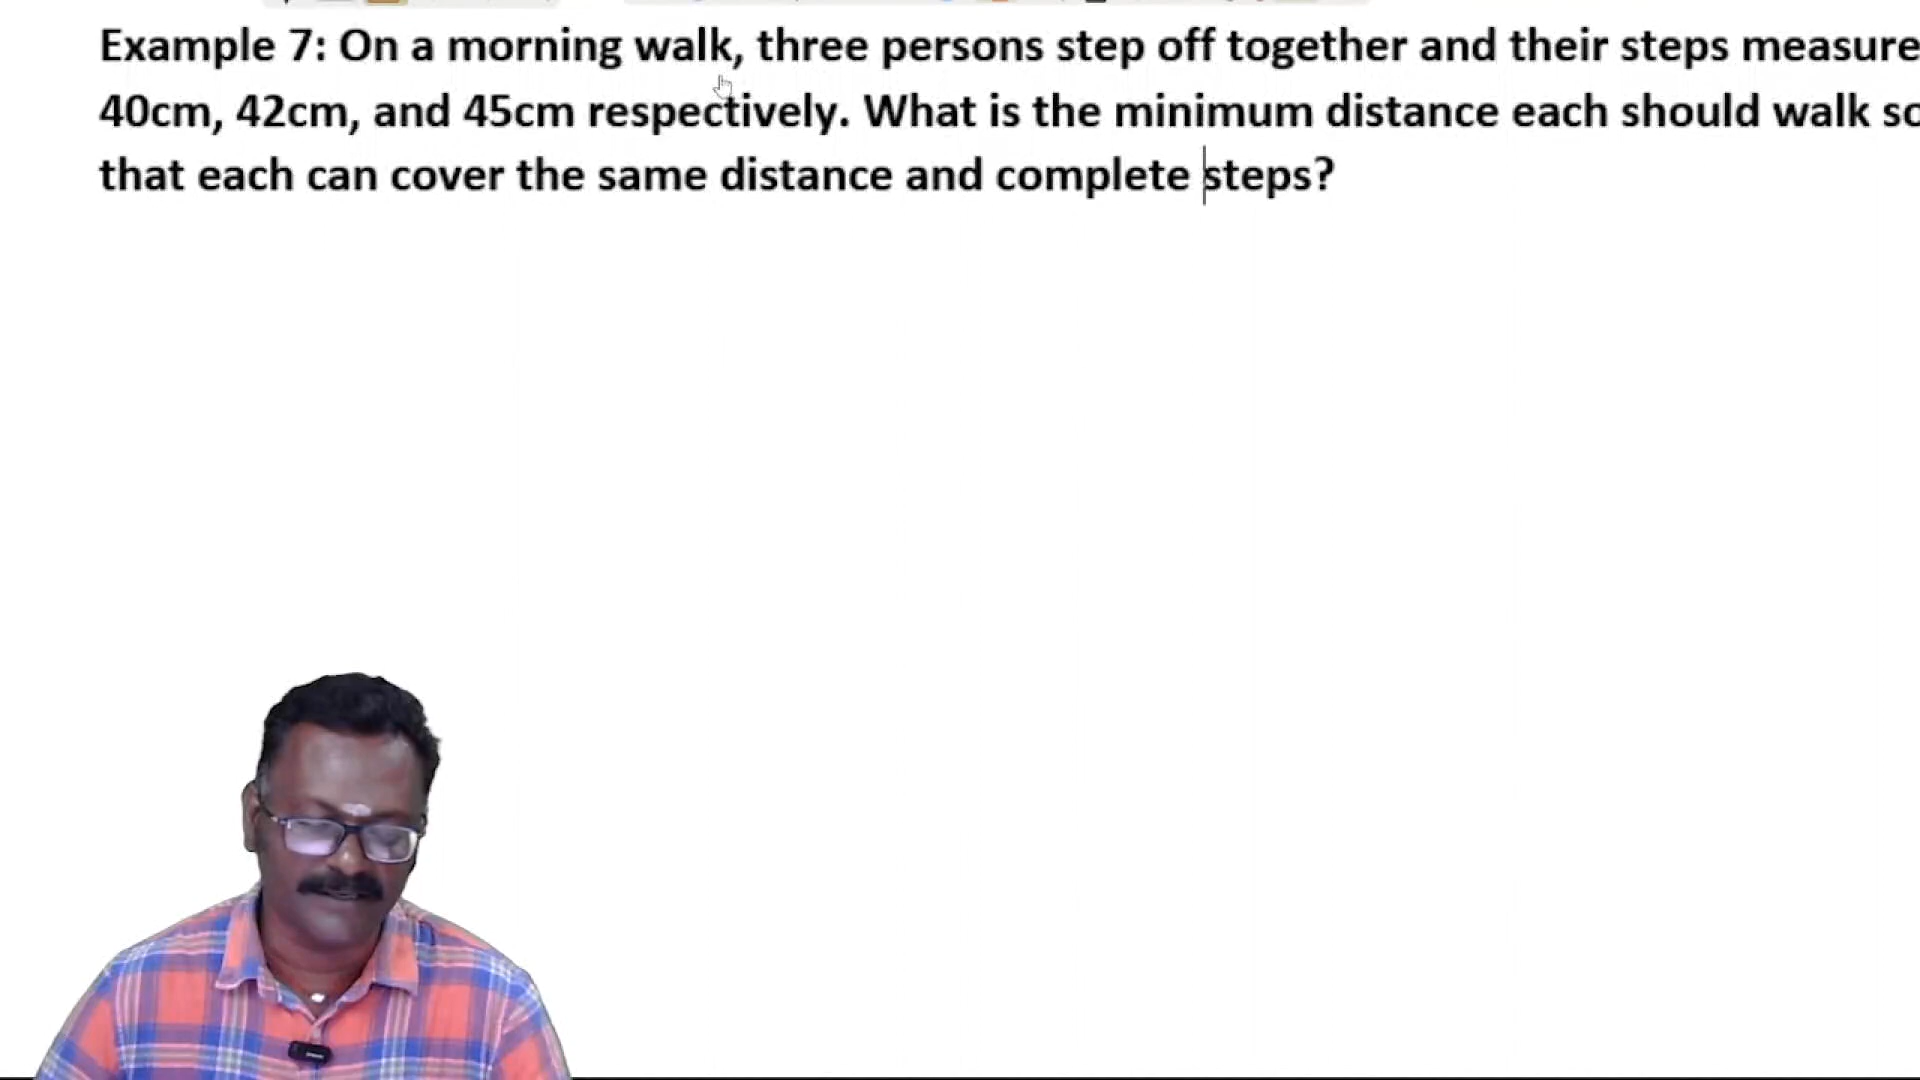 Example 7: On a morning walk, three persons step off together and their steps measure
40cm, 42cm, and 45cm respectively. What is the minimum distance each should walk so
that each can cover the same distance and complete steps?